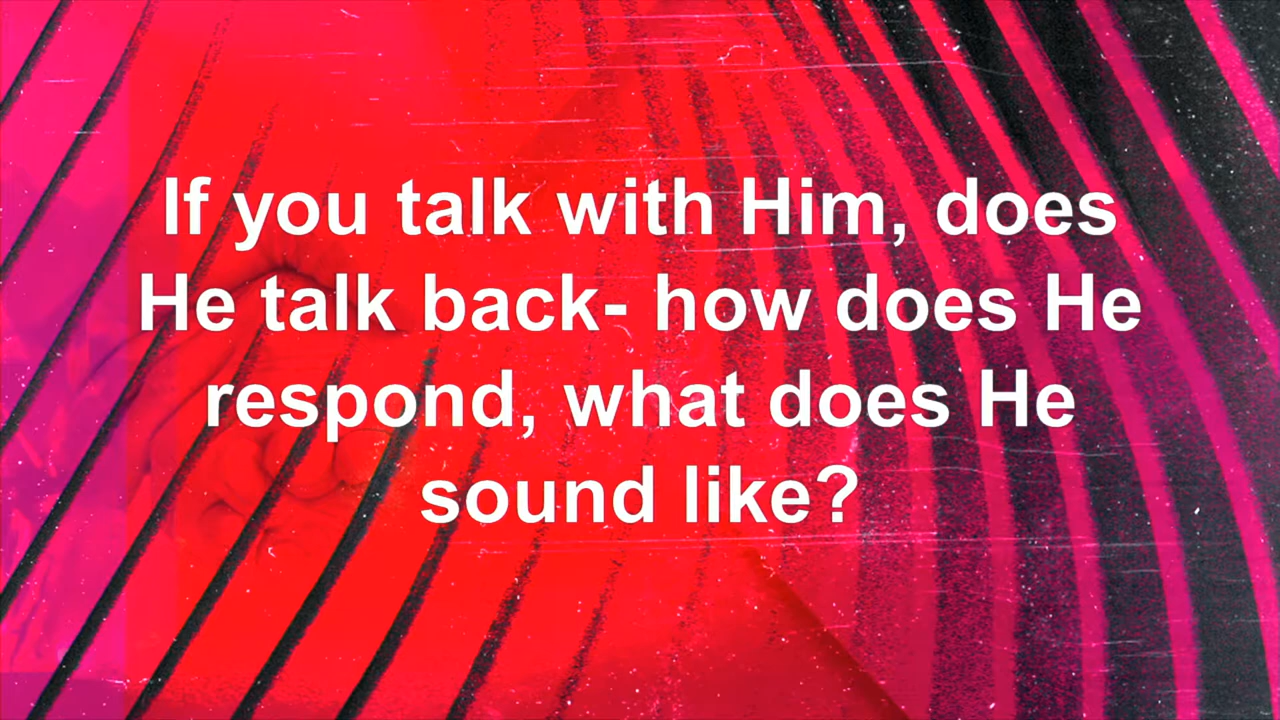 If you talk with Him, does
He talk back- how does He
respond, what does He
sound like?